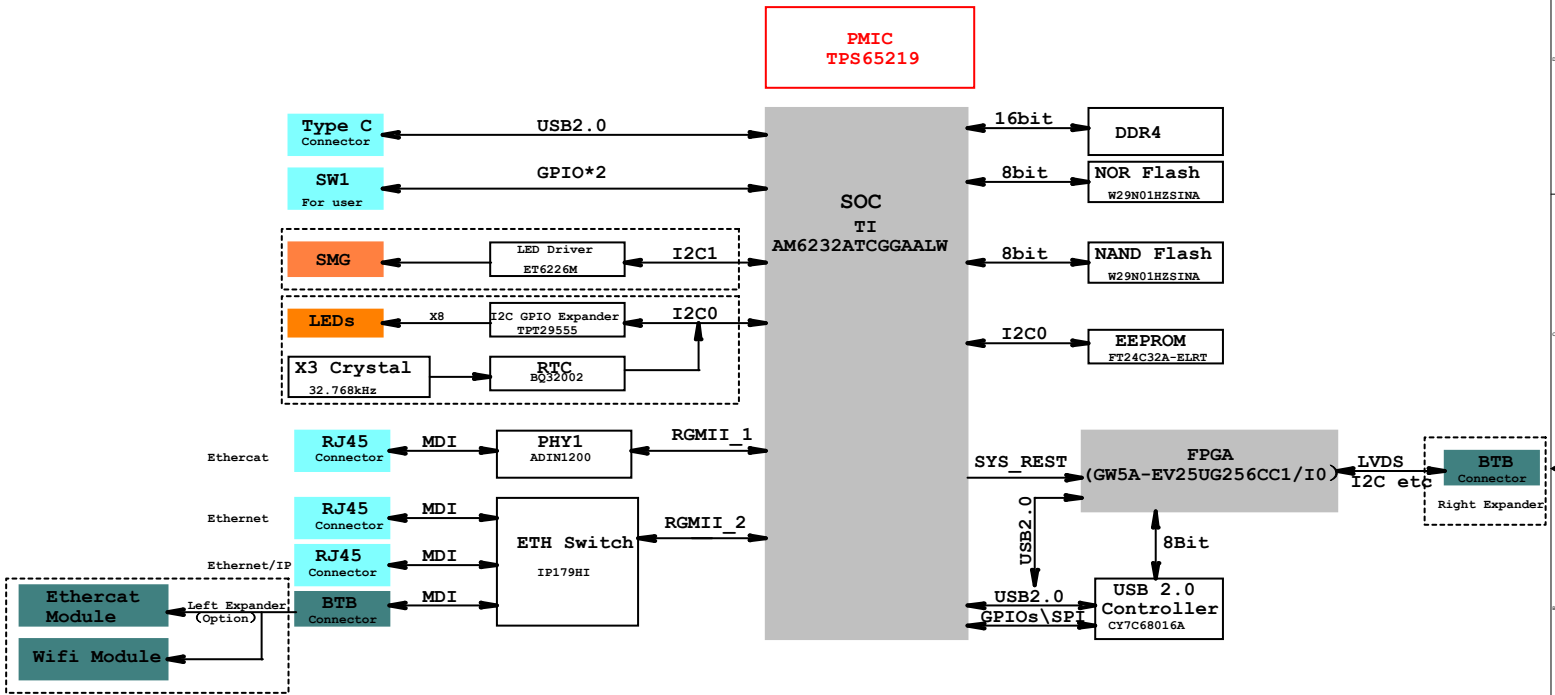 PMIC
TPS65219
Type C
Connector
USB2.0
SW1
For user
GPIO*2
SMG
LED Driver
ET6226M
I2C1
LEDs
X8
I2C GPIO Expander
TPT29555
I2C0
X3 Crystal
32.768kHz
RTC
BQ32002
Ethercat
RJ45
Connector
MDI
PHY1
ADIN1200
RGMII_1
Ethernet
RJ45
Connector
MDI
Ethernet/IP
RJ45
Connector
MDI
BTB
Connector
MDI
ETH Switch
IP179HI
RGMII_2
Ethercat
Module
Left Expander
(Option)
Wifi Module
SOC
TI
AM6232ATCGGAALW
16bit
DDR4
8bit
NOR Flash
W29N01HZSINA
8bit
NAND Flash
W29N01HZSINA
I2C0
EEPROM
FT24C32A-ELRT
SYS_REST
FPGA
(GW5A-EV25UG256CC1/I0)
LVDS
I2C etc
BTB
Connector
Right Expander
USB2.0
8Bit
USB2.0
GPIOs\SPI
USB 2.0
Controller
CY7C68016A